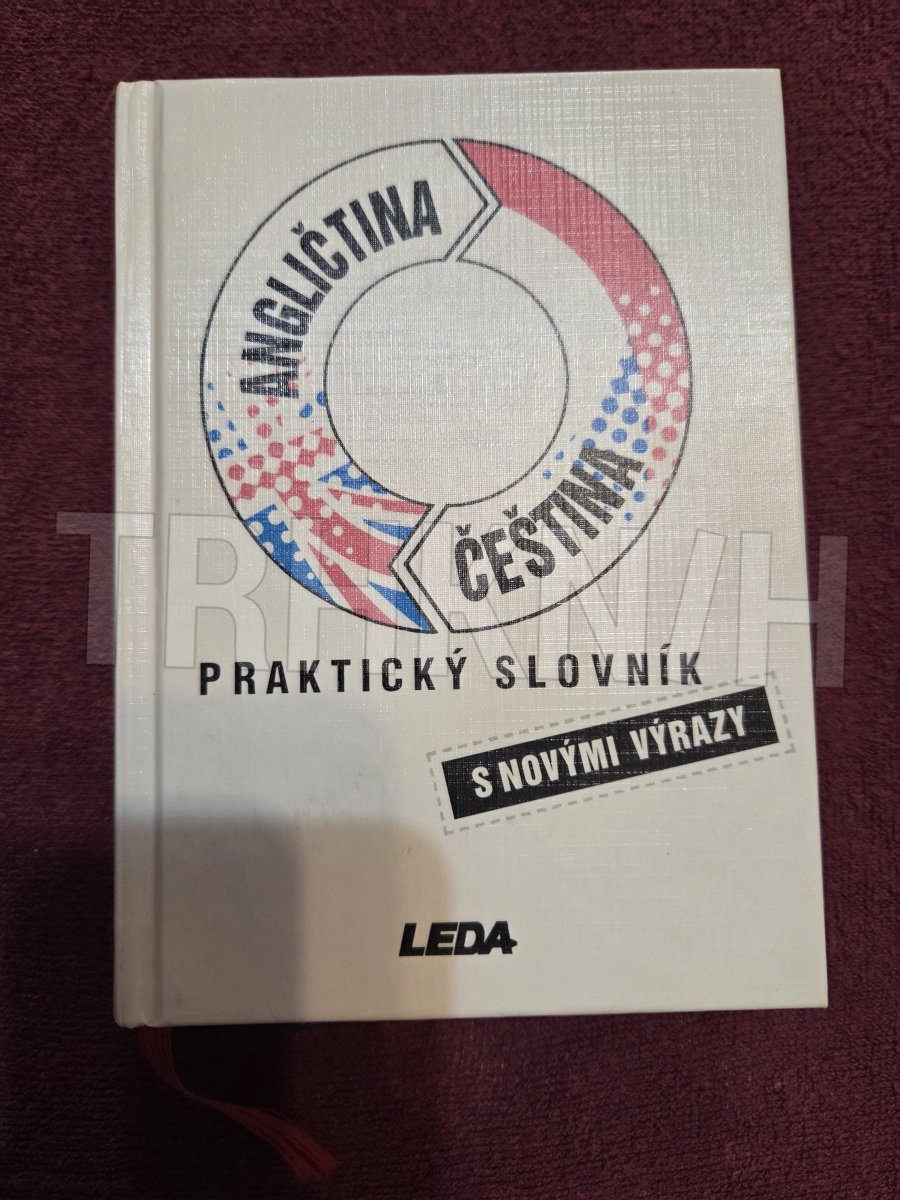 ANGLIČTINA
ČEŠTINA
PRAKTICKÝ SLOVNÍK
S NOVÝMI VÝRAZY
LEDA